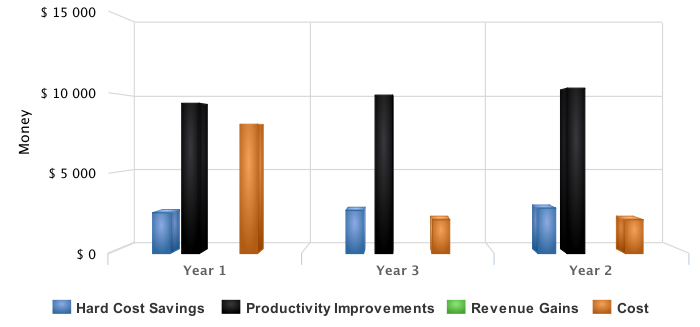 $ 15 000
$ 10 000
$ 5 000
$ 0
Money
Year 1 Year 3 Year 2
Hard Cost Savings Productivity Improvements Revenue Gains Cost